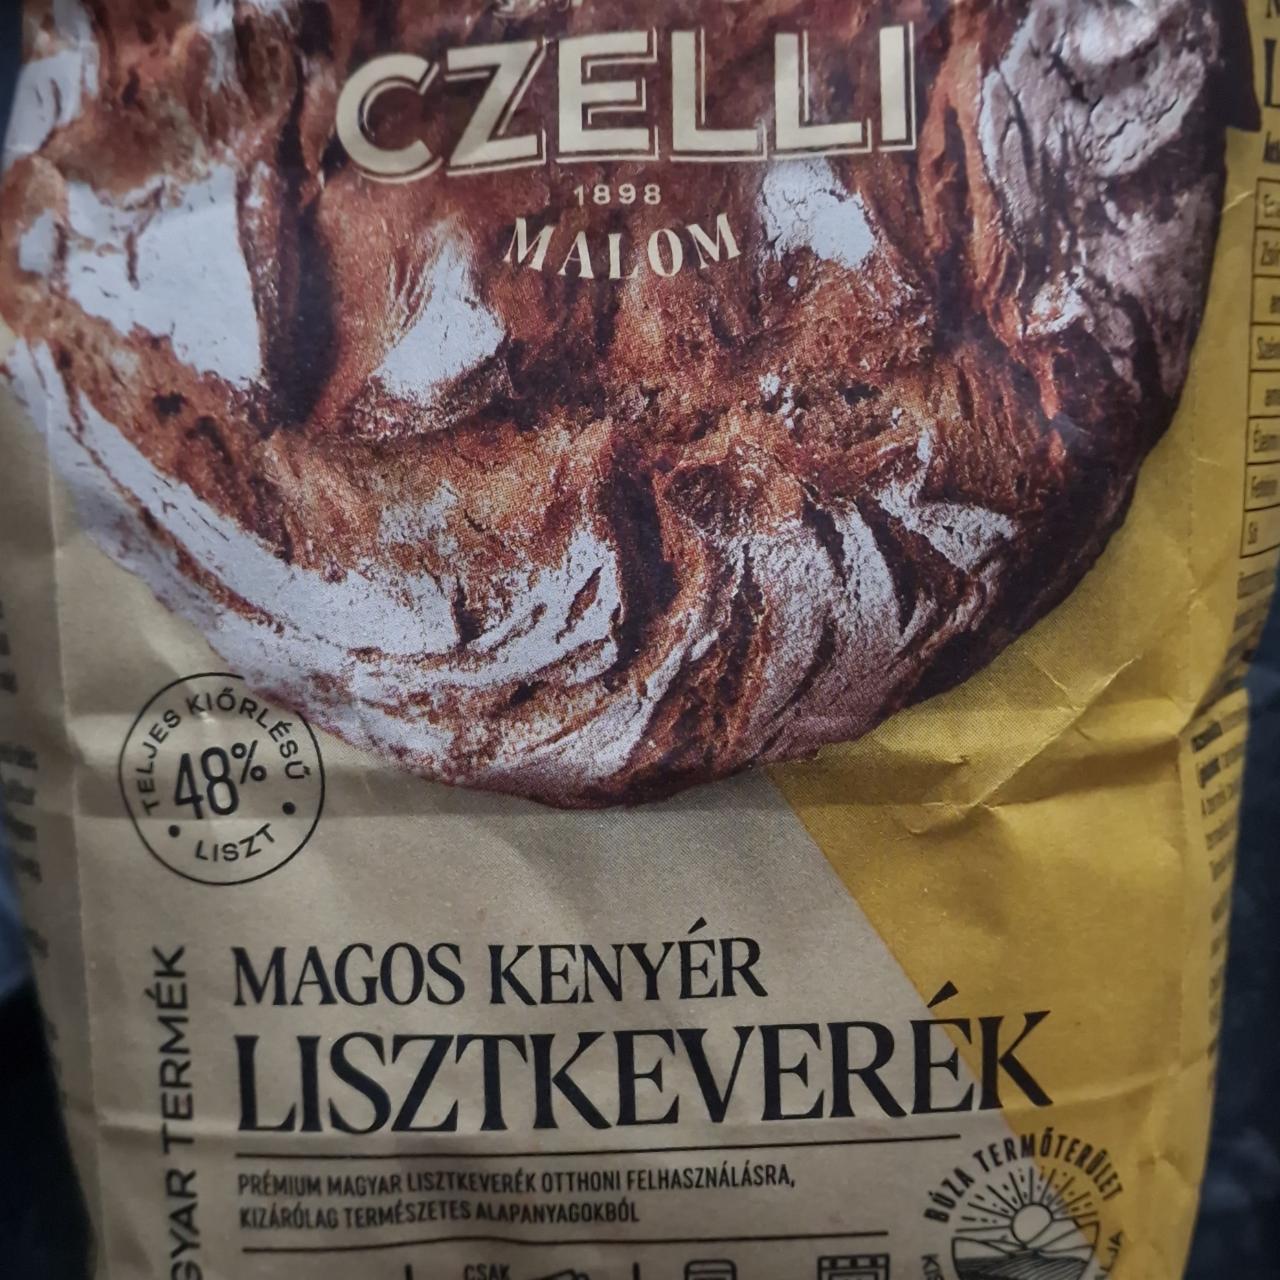 CZELLI
1898
MALOM
TELJES KIŐRLÉSŰ
48%
LISZT
MAGYAR TERMÉK
MAGOS KENYÉR
LISZTKEVERÉK
PRÉMIUM MAGYAR LISZTKEVERÉK OTTHONI FELHASZNÁLÁSRA,
KIZÁRÓLAG TERMÉSZETES ALAPANYAGOKBÓL
BÚZA TERMŐTERÜLET
CSAK